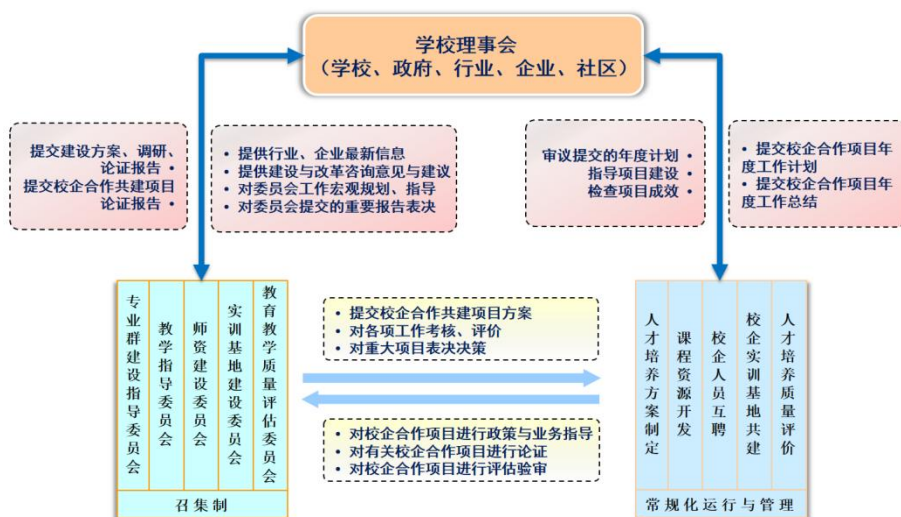 学校理事会
（学校、政府、行业、企业、社区）
提交建设方案、调研、
论证报告 •
提交校企合作共建项目
论证报告 •
• 提供行业、企业最新信息
• 提供建设与改革咨询意见与建议
• 对委员会工作宏观规划、指导
• 对委员会提交的重要报告表决
审议提交的年度计划 •
指导项目建设 •
检查项目成效 •
• 提交校企合作项目年
度工作计划
• 提交校企合作项目年
度工作总结
专业群建设指导委员会
教学指导委员会
师资建设委员会
实训基地建设委员会
教育教学质量评估委员会
召集制
• 提交校企合作共建项目方案
• 对各项工作考核、评价
• 对重大项目表决决策
• 对校企合作项目进行政策与业务指导
• 对有关校企合作项目进行论证
• 对校企合作项目进行评估验审
人才培养方案制定
课程资源开发
校企人员互聘
校企实训基地共建
人才培养质量评价
常规化运行与管理